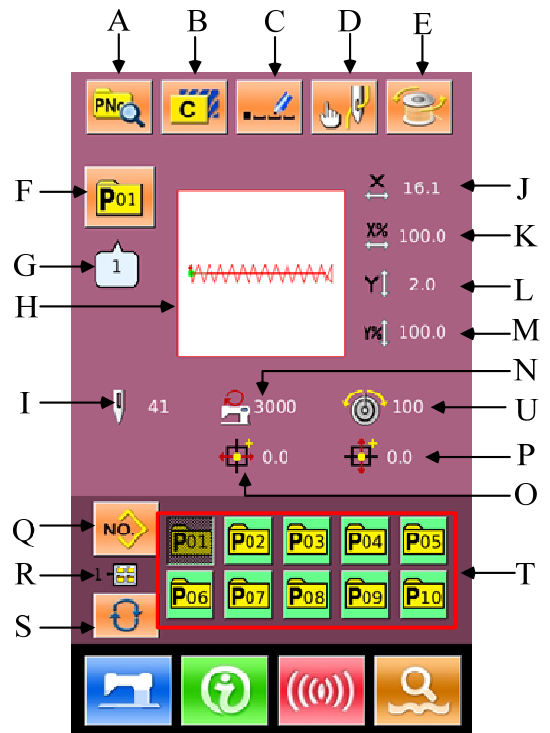 A B C D E
PNo. C
F P01 X 16.1 J
G 1 X% 100.0 K
H Y 2.0 L
Y% 100.0 M
N
I 41 3000 100 U
0.0 0.0 P
O
Q NO. P01 P02 P03 P04 P05
R 1- T
S P06 P07 P08 P09 P10